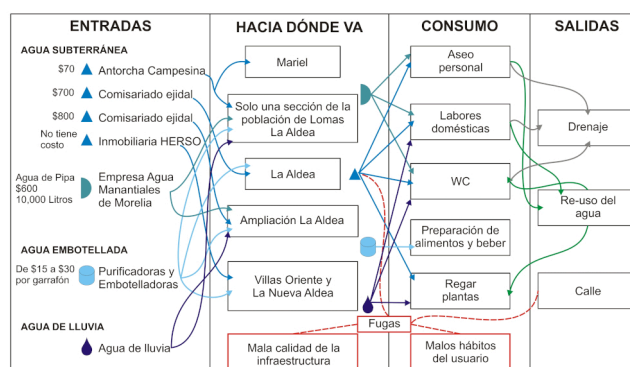 ENTRADAS
HACIA DÓNDE VA
CONSUMO
SALIDAS
AGUA SUBTERRÁNEA
$70
Antorcha Campesina
$700
Comisariado ejidal
$800
Comisariado ejidal
No tiene
costo
Inmobiliaria HERSO
Agua de Pipa
$600
10,000 Litros
Empresa Agua
Manantiales
de Morelia
AGUA EMBOTELLADA
De $15 a $30
por garrafón
Purificadoras y
Embotelladoras
AGUA DE LLUVIA
Agua de lluvia
Mariel
Solo una sección de la
población de Lomas
La Aldea
La Aldea
Ampliación La Aldea
Villas Oriente y
La Nueva Aldea
Aseo
personal
Labores
domésticas
WC
Preparación de
alimentos y beber
Regar
plantas
Drenaje
Re-uso del
agua
Calle
Fugas
Mala calidad de la
infraestructura
Malos hábitos
del usuario